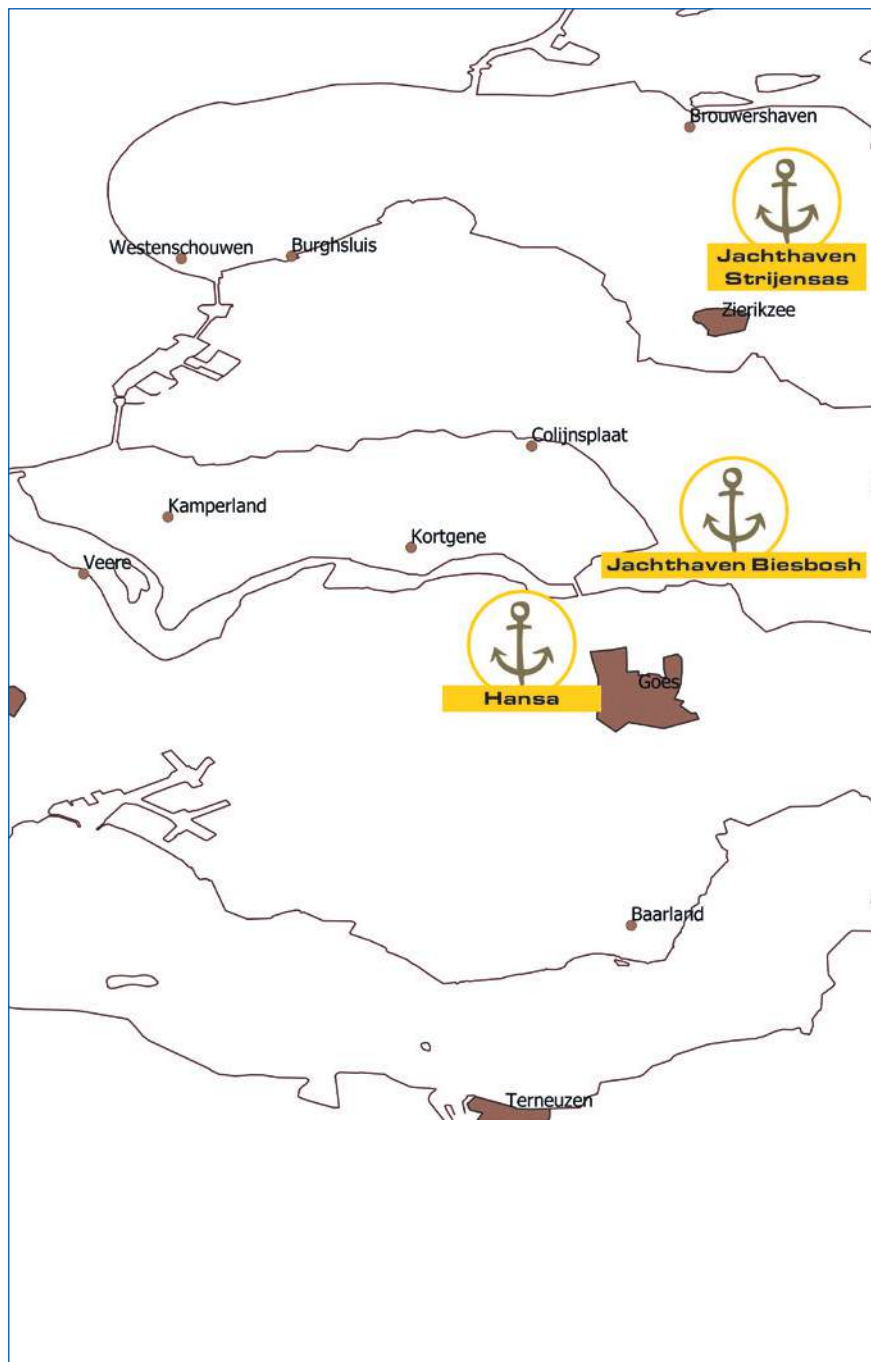 Brouwershaven
Jachthaven
Strijensas
Westenschouwen
Burghsluis
Zierikzee
Colijnsplaat
Kamperland
Kortgene
Jachthaven Biesbosh
Veere
Goes
Hansa
Baarland
Terneuzen